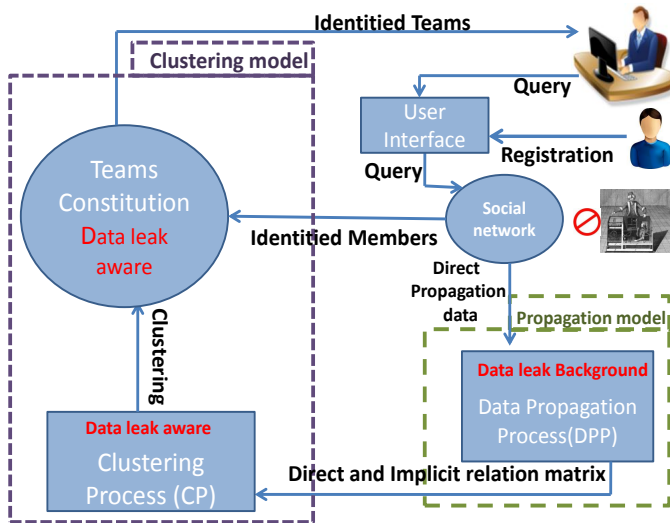 Identitied Teams
Clustering model
Query
User
Interface
Registration
Query
Teams
Constitution
Data leak
aware
Social
network
Identitied Members
Direct
Propagation
data
Propagation model
Clustering
Data leak Background
Data Propagation
Process(DPP)
Data leak aware
Clustering
Process (CP)
Direct and Implicit relation matrix